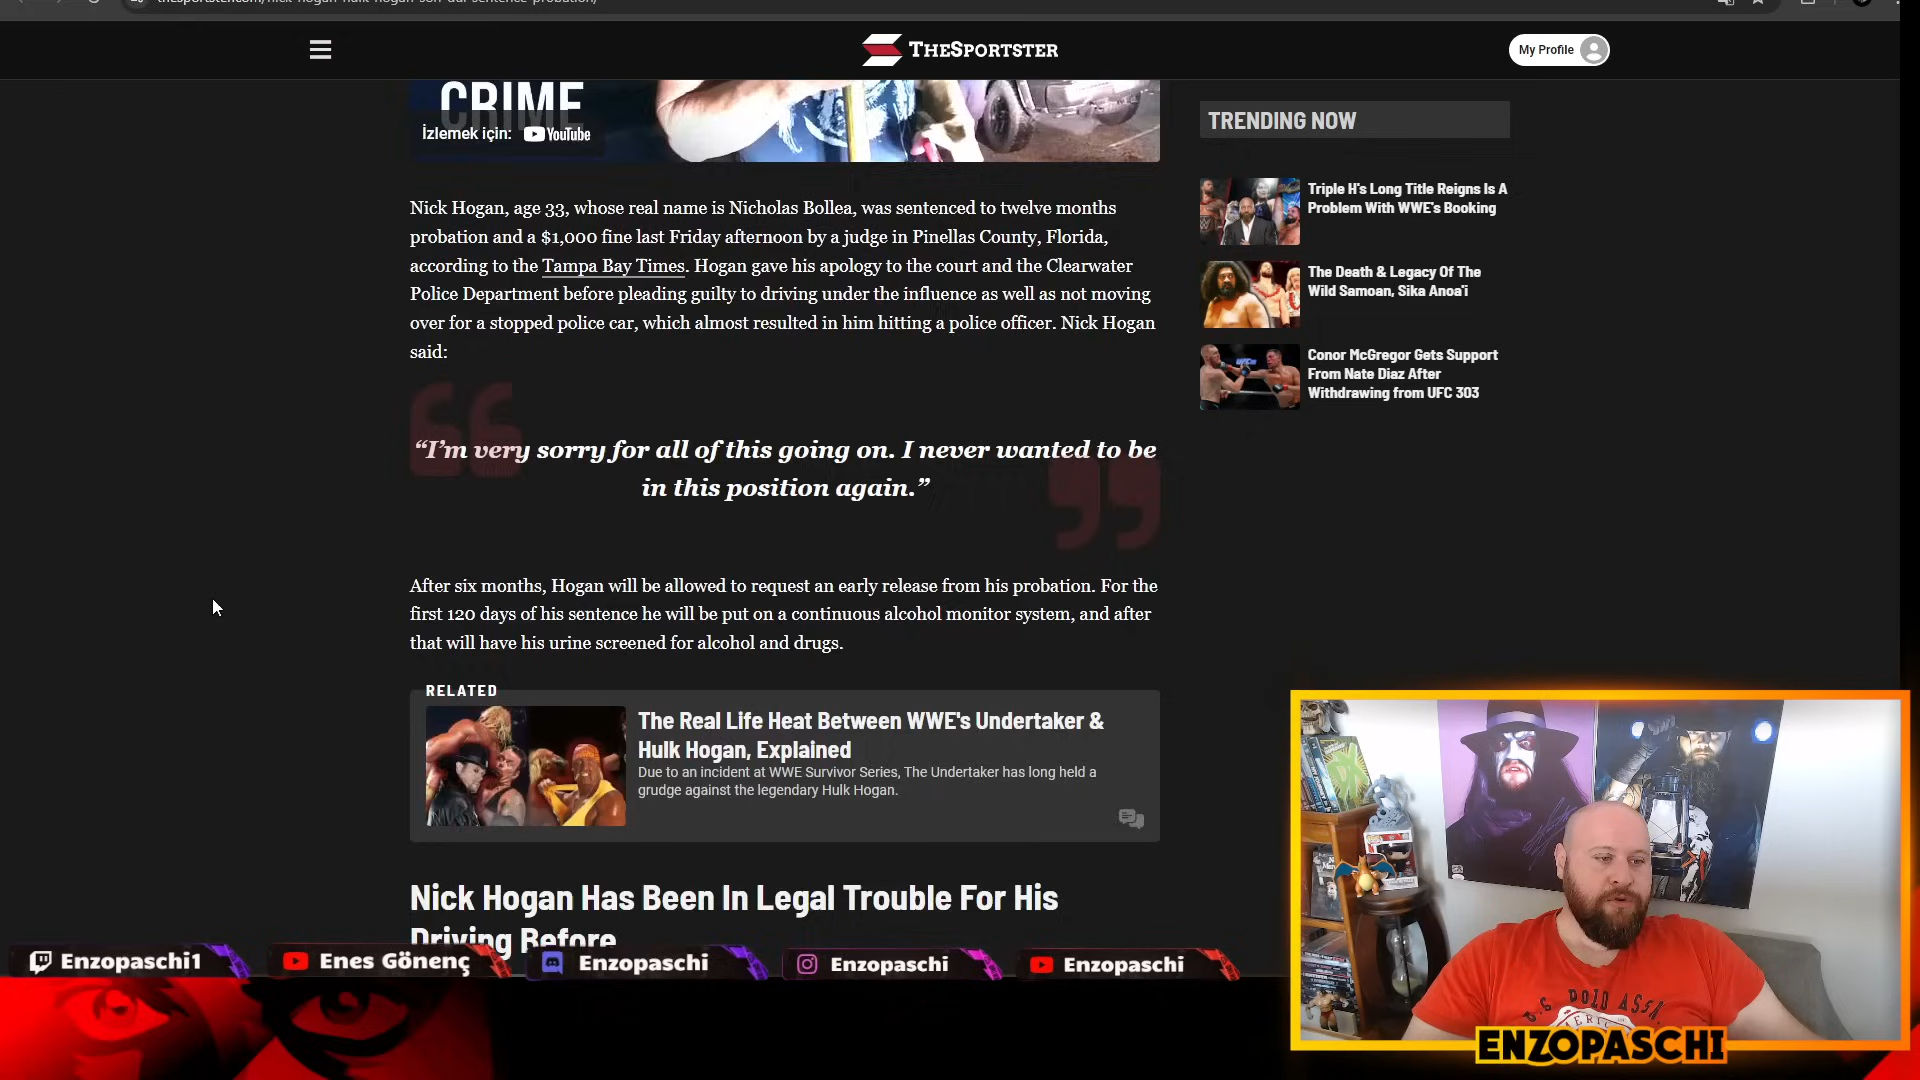 thesportster.com/nick-hogan-hulk-hogan-son-dui-sentence-probation/
THESPORTSTER
My Profile
CRIME
İzlemek için: YouTube
TRENDING NOW
Triple H's Long Title Reigns Is A
Problem With WWE's Booking
The Death & Legacy Of The
Wild Samoan, Sika Anoa'i
Conor McGregor Gets Support
From Nate Diaz After
Withdrawing from UFC 303
Nick Hogan, age 33, whose real name is Nicholas Bollea, was sentenced to twelve months
probation and a $1,000 fine last Friday afternoon by a judge in Pinellas County, Florida,
according to the Tampa Bay Times. Hogan gave his apology to the court and the Clearwater
Police Department before pleading guilty to driving under the influence as well as not moving
over for a stopped police car, which almost resulted in him hitting a police officer. Nick Hogan
said:
“I’m very sorry for all of this going on. I never wanted to be
in this position again.”
After six months, Hogan will be allowed to request an early release from his probation. For the
first 120 days of his sentence he will be put on a continuous alcohol monitor system, and after
that will have his urine screened for alcohol and drugs.
RELATED
The Real Life Heat Between WWE's Undertaker &
Hulk Hogan, Explained
Due to an incident at WWE Survivor Series, The Undertaker has long held a
grudge against the legendary Hulk Hogan.
Nick Hogan Has Been In Legal Trouble For His
Driving Before
Enzopaschi1
Enes Gönenç
Enzopaschi
Enzopaschi
Enzopaschi
ENZOPASCHI